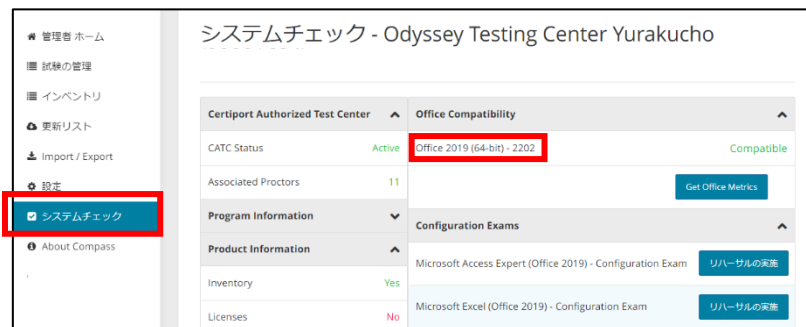 管理者 ホーム
試験の管理
インベントリ
更新リスト
Import / Export
設定
システムチェック
About Compass
システムチェック - Odyssey Testing Center Yurakucho
Certiport Authorized Test Center
CATC Status Active
Associated Proctors 11
Program Information
Product Information
Inventory Yes
Licenses No
Office Compatibility
Office 2019 (64-bit) - 2202 Compatible
Get Office Metrics
Configuration Exams
Microsoft Access Expert (Office 2019) - Configuration Exam リハーサルの実施
Microsoft Excel (Office 2019) - Configuration Exam リハーサルの実施